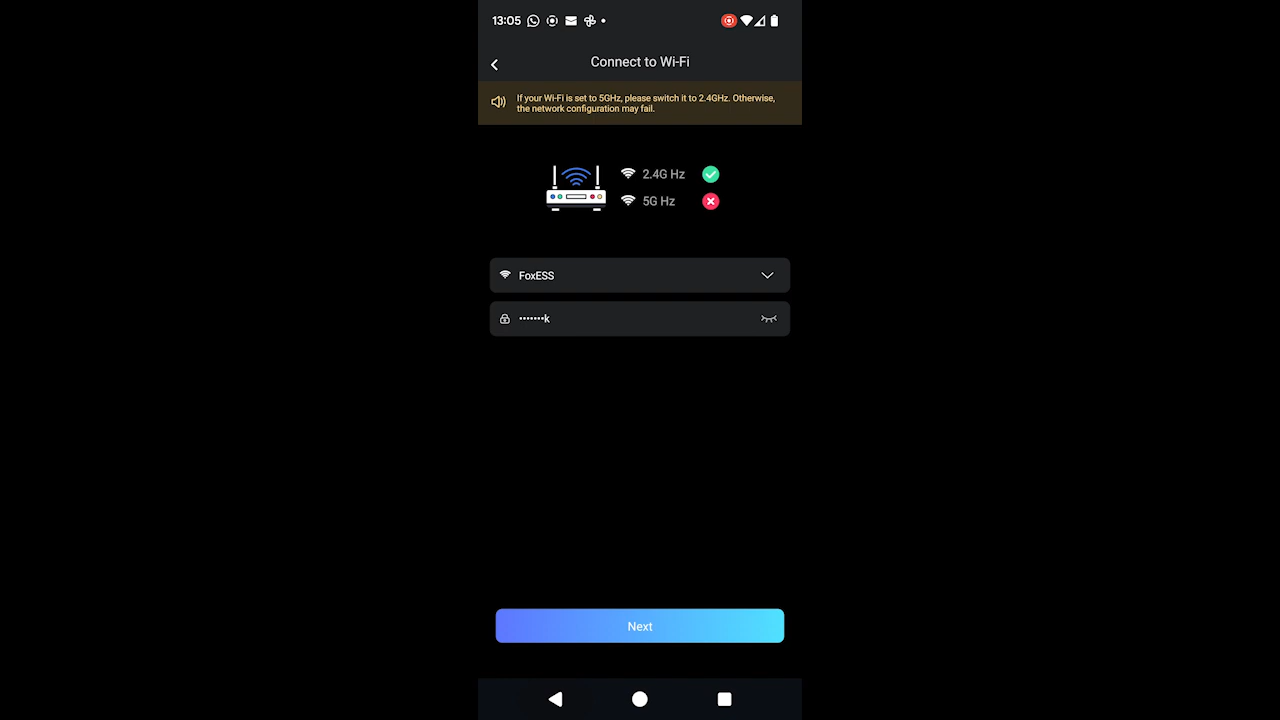 13:05
Connect to Wi-Fi
If your Wi-Fi is set to 5GHz, please switch it to 2.4GHz. Otherwise,
the network configuration may fail.
2.4G Hz
5G Hz
FoxESS
•••••••k
Next